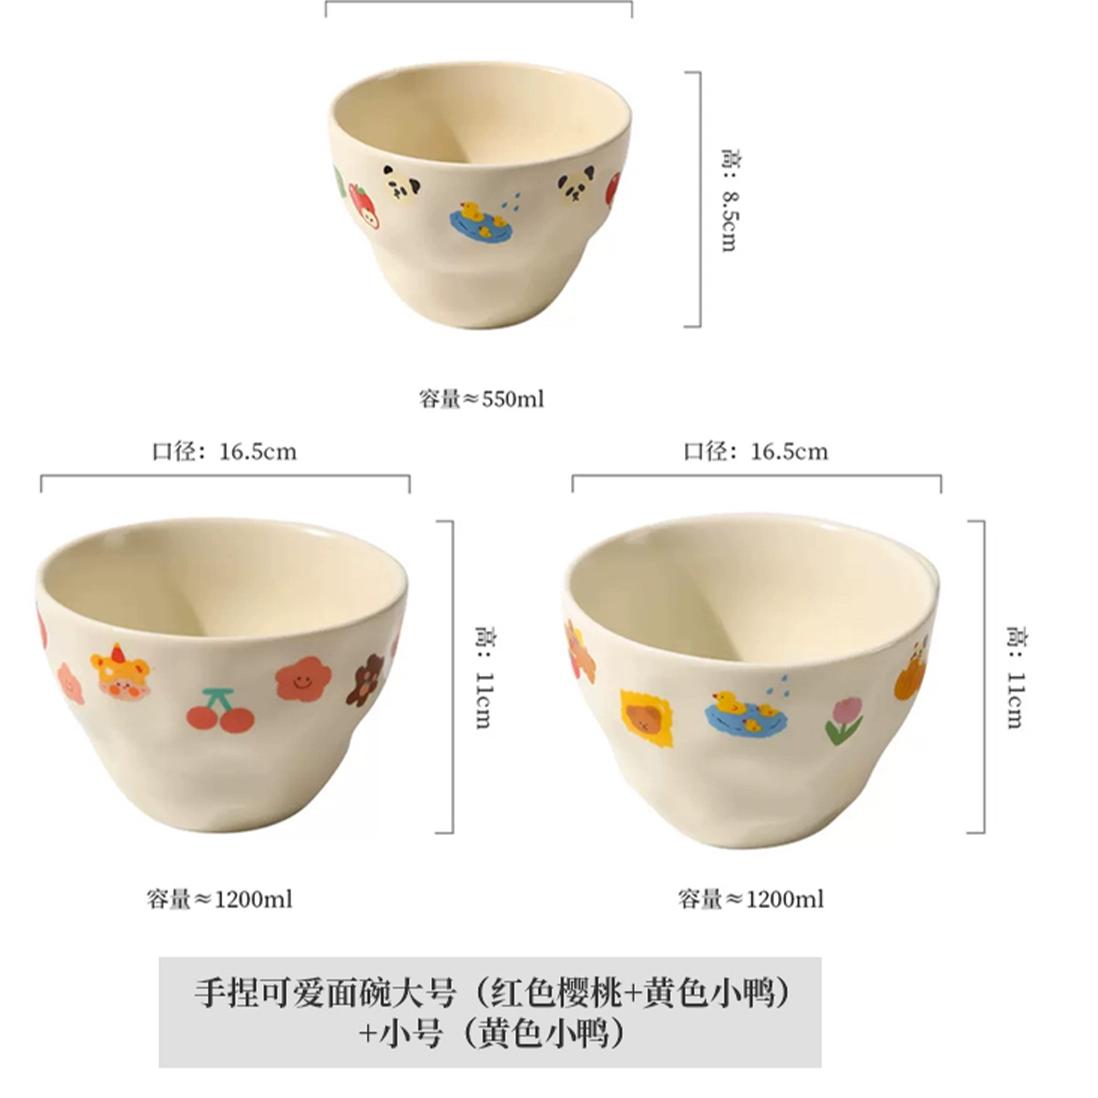 高：8.5cm
容量≈550ml
口径：16.5cm
口径：16.5cm
高：11cm
高：11cm
容量≈1200ml
容量≈1200ml
手捏可爱面碗大号（红色樱桃+黄色小鸭）
+小号（黄色小鸭）